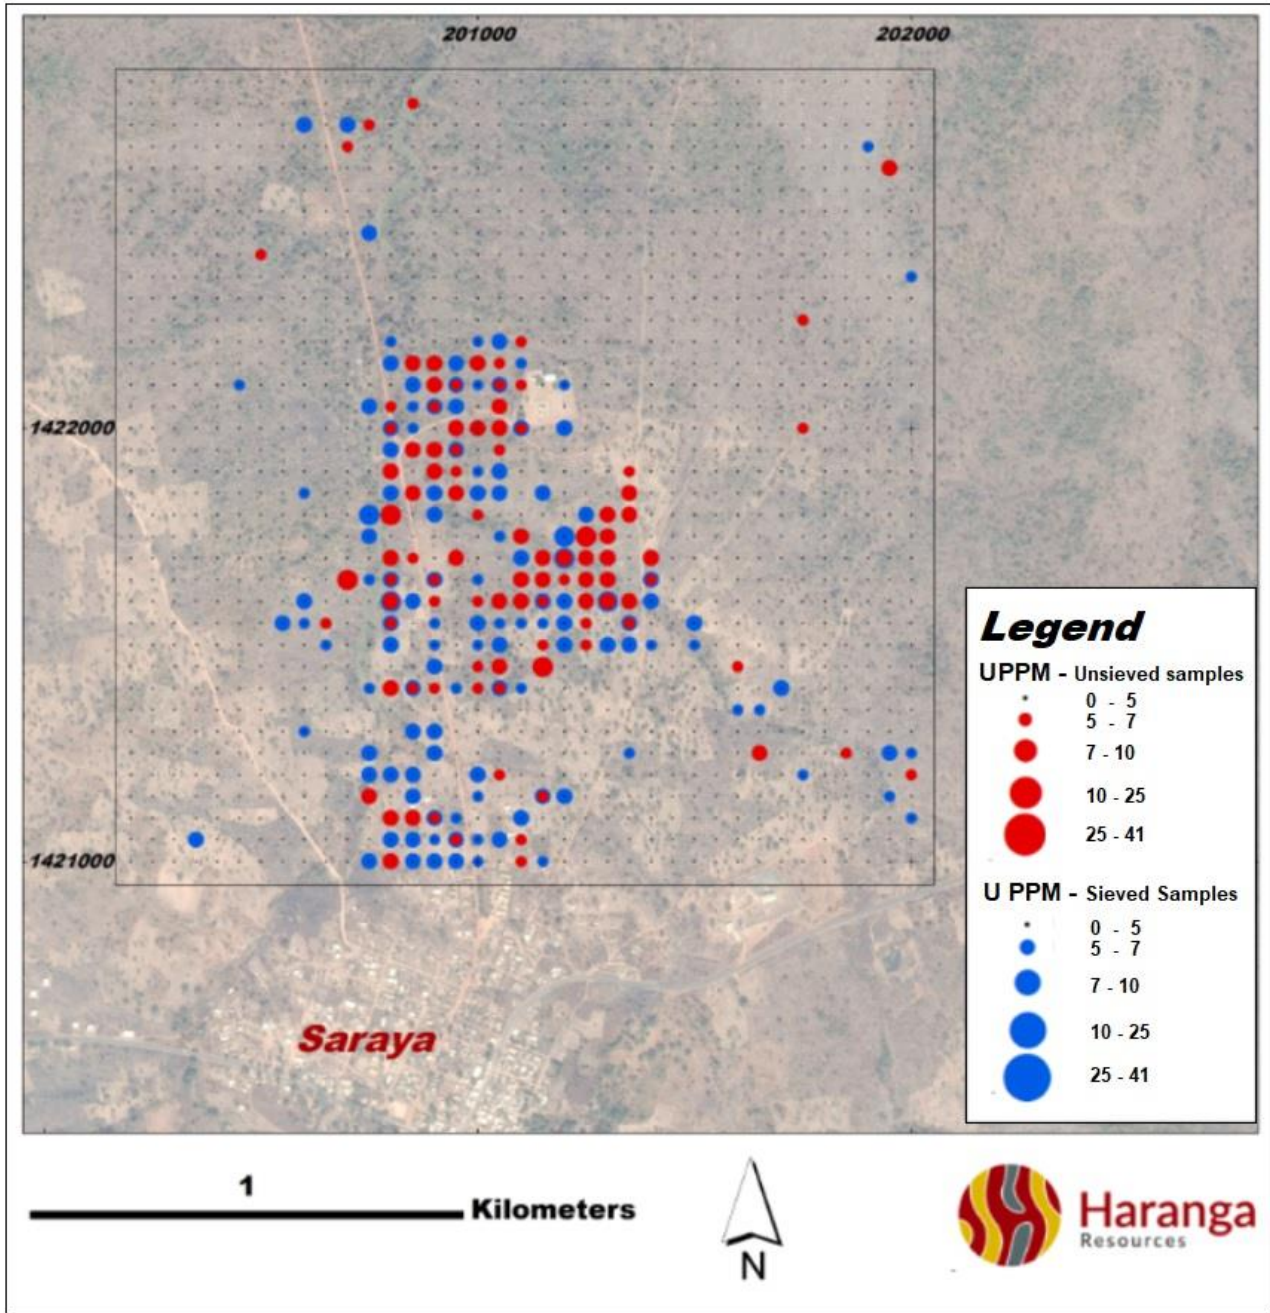 201000 202000
1422000
1421000
Saraya
Legend
UPPM - Unsieved samples
0 - 5
5 - 7
7 - 10
10 - 25
25 - 41
U PPM - Sieved Samples
0 - 5
5 - 7
7 - 10
10 - 25
25 - 41
1
Kilometers
N
Haranga
Resources